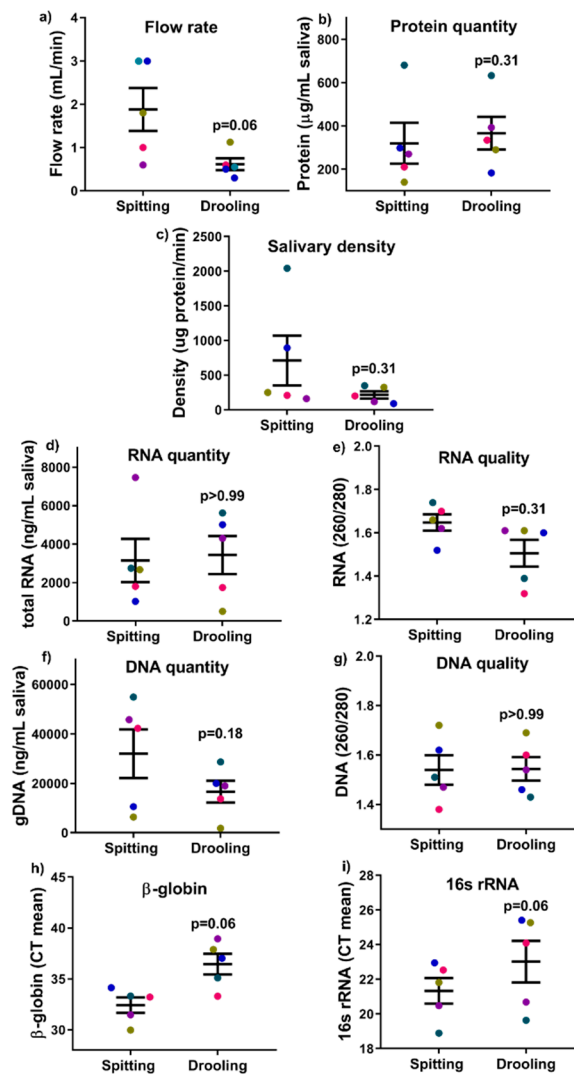 a)
Flow rate
Flow rate (mL/min)
4
3
2
1
0
p=0.06
Spitting
Drooling
b)
Protein quantity
Protein (µg/mL saliva)
800
600
400
200
p=0.31
Spitting
Drooling
c)
Salivary density
Density (ug protein/min)
2500
2000
1500
1000
500
0
p=0.31
Spitting
Drooling
d)
RNA quantity
total RNA (ng/mL saliva)
8000
6000
4000
2000
0
p>0.99
Spitting
Drooling
e)
RNA quality
RNA (260/280)
2.0
1.8
1.6
1.4
1.2
p=0.31
Spitting
Drooling
f)
DNA quantity
gDNA (ng/mL saliva)
60000
40000
20000
0
p=0.18
Spitting
Drooling
g)
DNA quality
DNA (260/280)
2.0
1.8
1.6
1.4
p>0.99
Spitting
Drooling
h)
β-globin
β-globin (CT mean)
45
40
35
30
p=0.06
Spitting
Drooling
i)
16s rRNA
16s rRNA (CT mean)
28
26
24
22
20
18
p=0.06
Spitting
Drooling